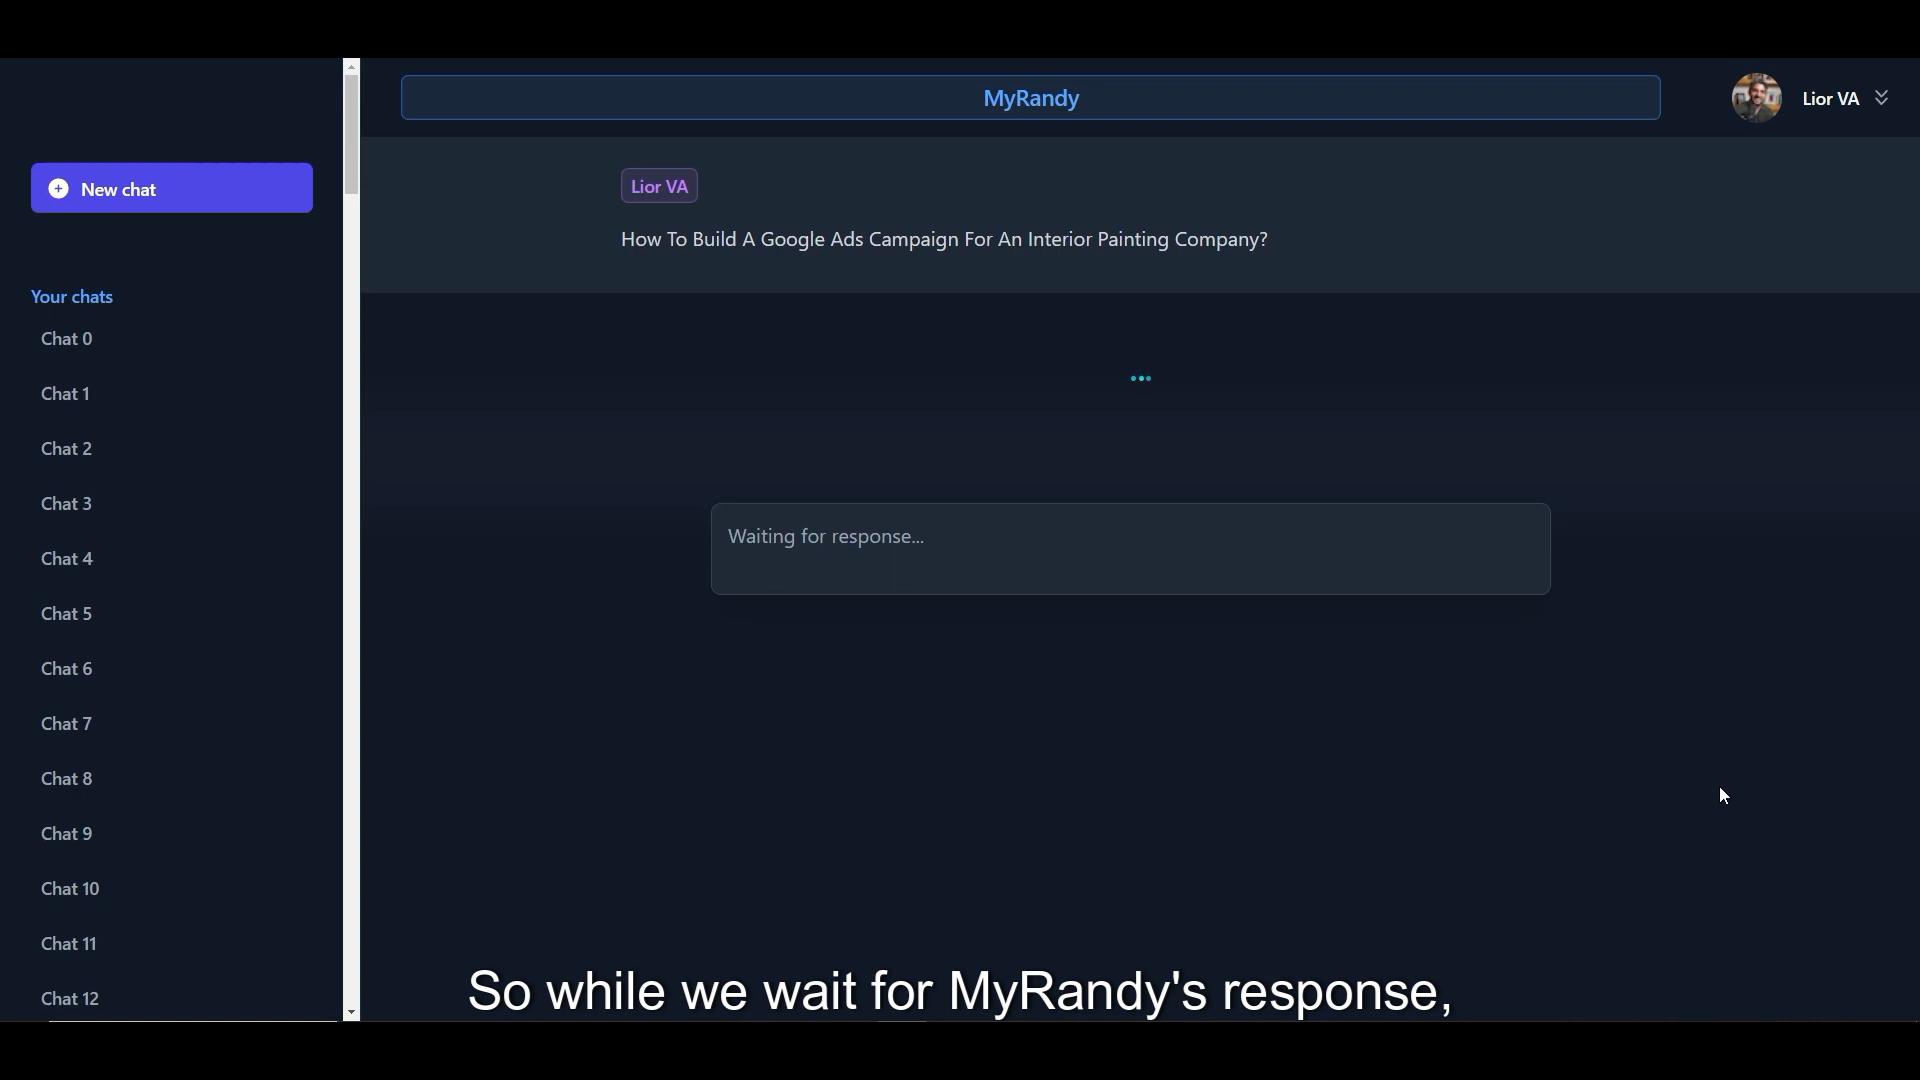 MyRandy
Lior VA
New chat
Lior VA
How To Build A Google Ads Campaign For An Interior Painting Company?
Your chats
Chat 0
Chat 1
Chat 2
Chat 3
Chat 4
Chat 5
Chat 6
Chat 7
Chat 8
Chat 9
Chat 10
Chat 11
Chat 12
Waiting for response...
So while we wait for MyRandy's response,